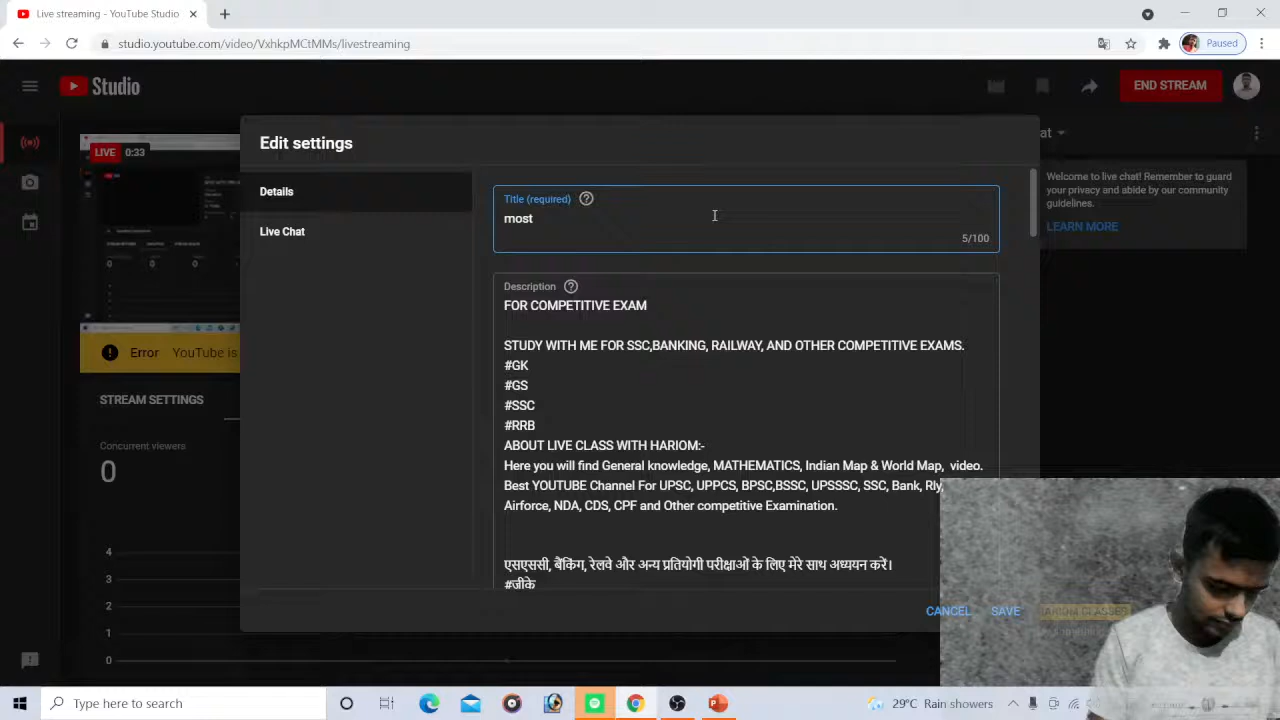 Live streaming - YouTube Studio
studio.youtube.com/video/VxhkpMCtMMs/livestreaming
Paused
Studio
END STREAM
Edit settings
at
LIVE 0:33
Details
Live Chat
Title (required)
most
5/100
Welcome to live chat! Remember to guard
your privacy and abide by our community
guidelines.
LEARN MORE
Description
FOR COMPETITIVE EXAM
STUDY WITH ME FOR SSC,BANKING, RAILWAY, AND OTHER COMPETITIVE EXAMS.
#GK
#GS
#SSC
#RRB
ABOUT LIVE CLASS WITH HARIOM:-
Here you will find General knowledge, MATHEMATICS, Indian Map & World Map, video.
Best YOUTUBE Channel For UPSC, UPPCS, BPSC,BSSC, UPSSSC, SSC, Bank, Rly,
Airforce, NDA, CDS, CPF and Other competitive Examination.
एसएससी, बैंकिंग, रेलवे और अन्य प्रतियोगी परीक्षाओं के लिए मेरे साथ अध्ययन करें।
#जीके
Error YouTube is
STREAM SETTINGS
Concurrent viewers
0
4
3
2
1
0
CANCEL
SAVE
CLASSES
Type here to search
29°C Rain showers